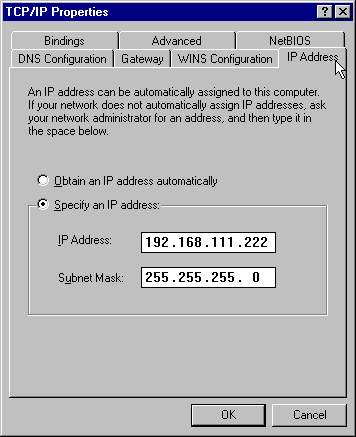 TCP/IP Properties
Bindings Advanced NetBIOS
DNS Configuration Gateway WINS Configuration IP Address
An IP address can be automatically assigned to this computer.
If your network does not automatically assign IP addresses, ask
your network administrator for an address, and then type it in
the space below.
Obtain an IP address automatically
Specify an IP address:
IP Address: 192.168.111.222
Subnet Mask: 255.255.255. 0
OK Cancel